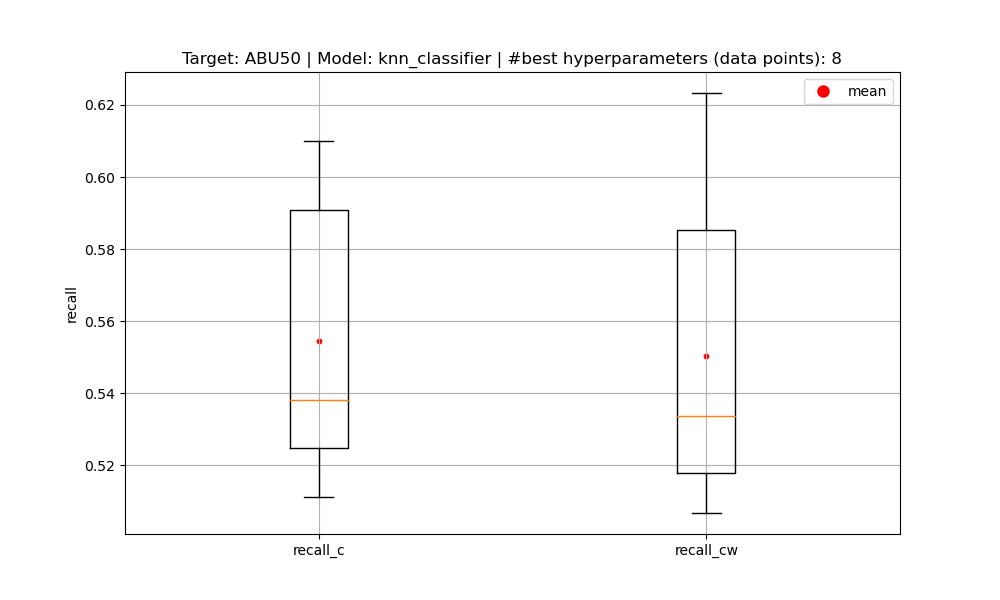 Target: ABU50 | Model: knn_classifier | #best hyperparameters (data points): 8
mean
0.62
0.60
0.58
0.56
0.54
0.52
recall
recall_c
recall_cw